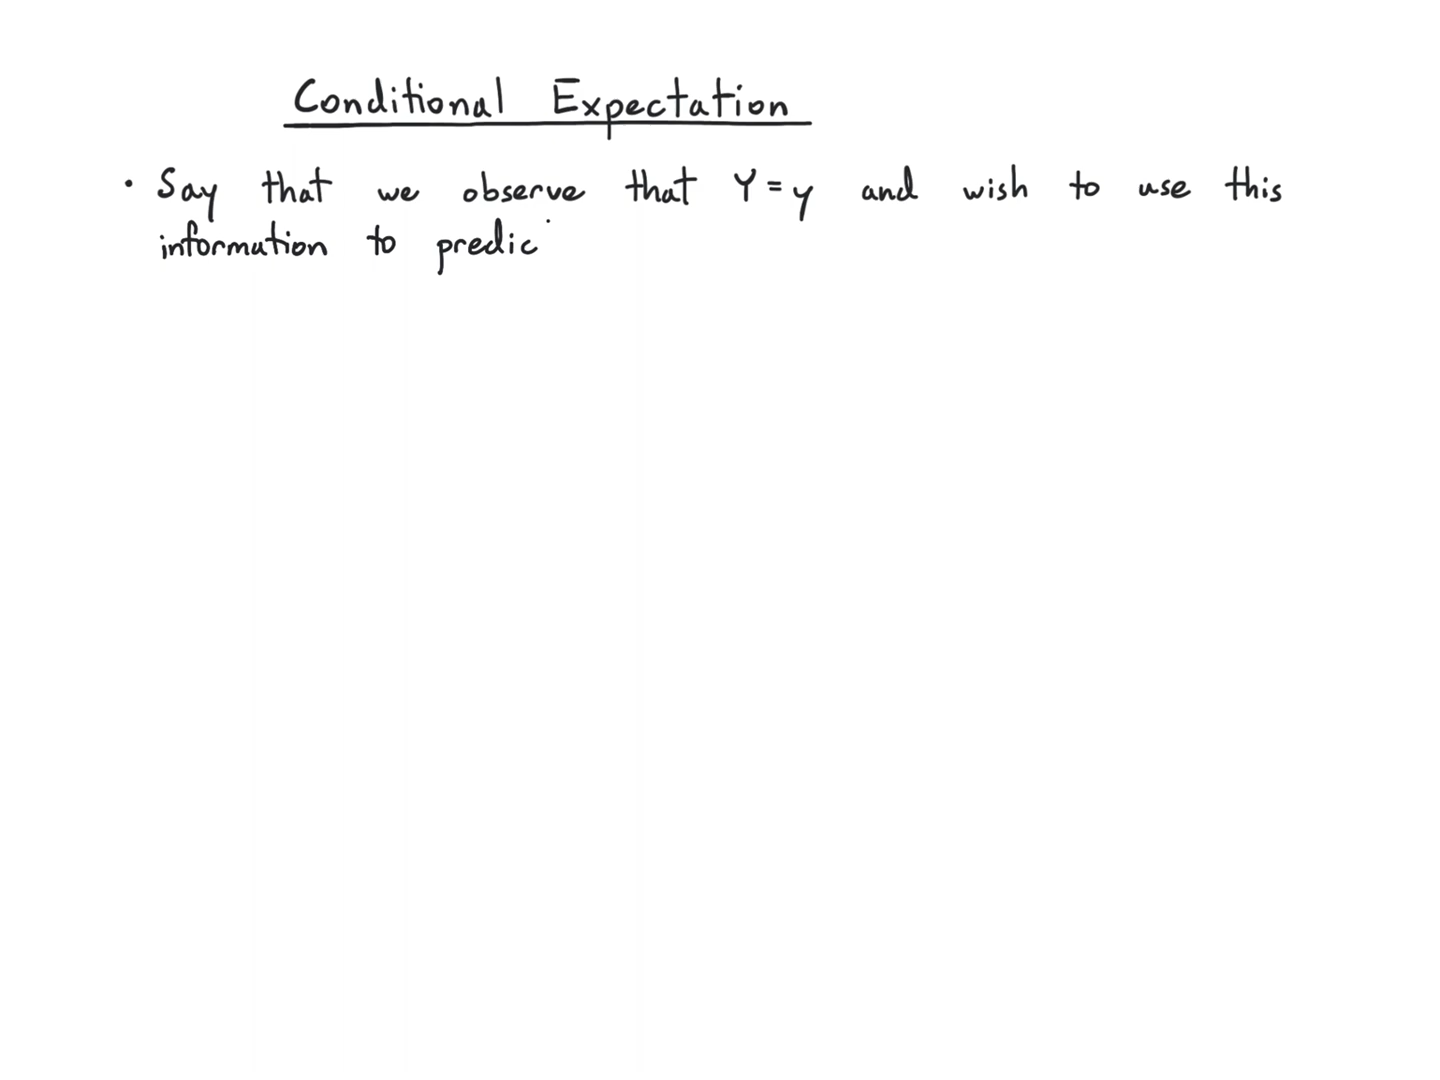 Conditional Expectation
• Say that we observe that Y = y and wish to use this
information to predic